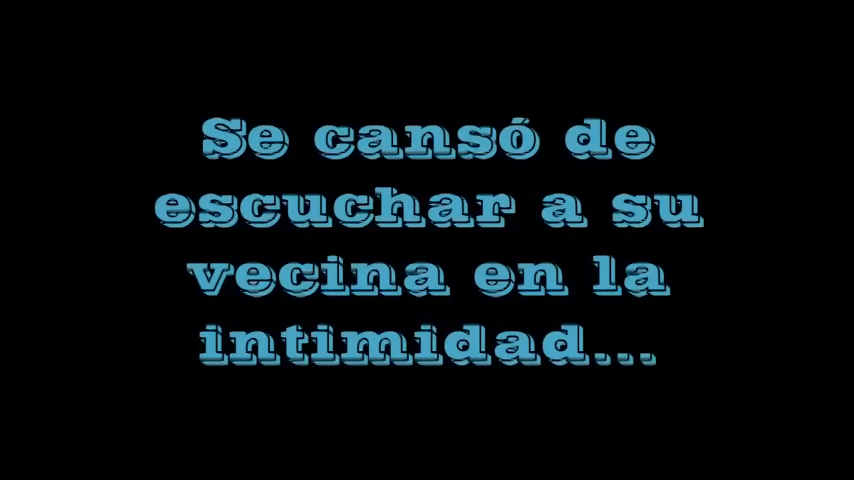 Se cansó de
escuchar a su
vecina en la
intimidad...